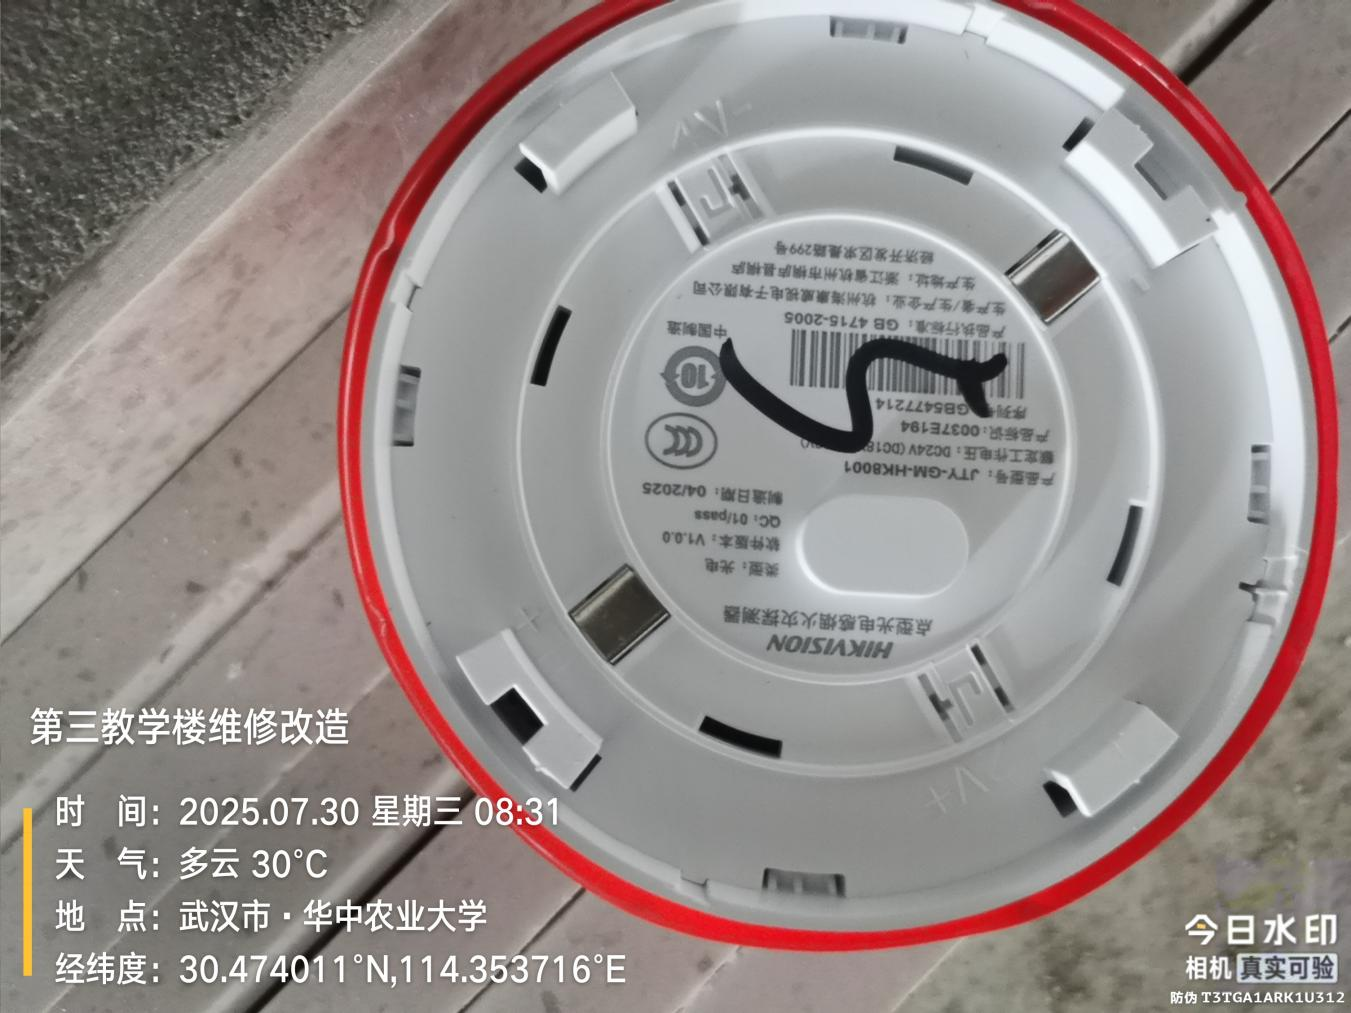 HIKVISION
点型光电感烟火灾探测器
类型：光电
软件版本：V1.0.0
QC：01/pass
制造日期：04/2025
产品型号：JTY-GM-HK8001
额定工作电压：DC24V (DC16
产品标识：0037E194
GB5477214
10
中国制造
产品执行标准：GB 4715-2005
生产者/生产企业：杭州海康威视电子有限公司
生产地址：浙江省杭州市桐庐县桐庐
经济开发区求是路299号
第三教学楼维修改造
时 间：2025.07.30 星期三 08:31
天 气：多云 30°C
地 点：武汉市·华中农业大学
经纬度：30.474011°N,114.353716°E
今日水印
相机 真实可验
防伪 T3TGA1ARK1U312